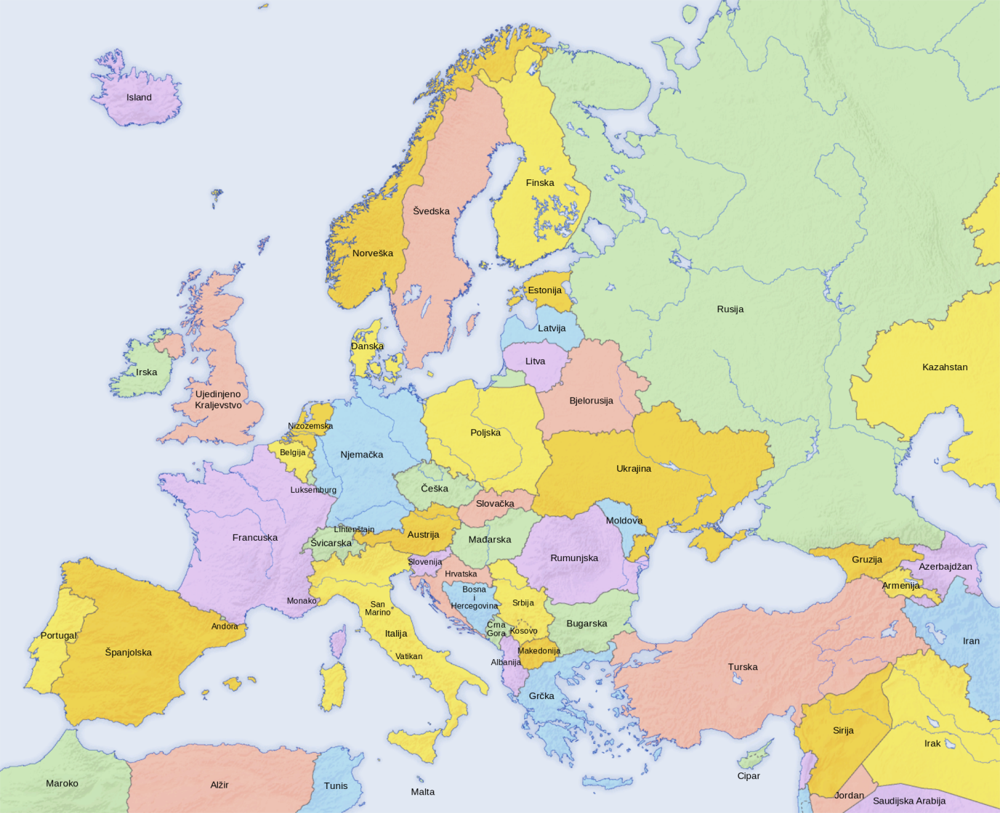 Island
Finska
Švedska
Norveška
Estonija
Rusija
Latvija
Danska
Litva
Kazahstan
Irska
Ujedinjeno
Kraljevstvo
Bjelorusija
Nizozemska
Poljska
Belgija
Njemačka
Ukrajina
Luksemburg
Češka
Slovačka
Moldova
Lihtenštajn
Austrija
Francuska
Švicarska
Mađarska
Rumunjska
Gruzija
Slovenija
Azerbajdžan
Hrvatska
Armenija
Bosna
i
Hercegovina
Monako
San
Marino
Srbija
Andora
Crna
Gora
Kosovo
Bugarska
Portugal
Italija
Iran
Španjolska
Makedonija
Vatikan
Albanija
Turska
Grčka
Sirija
Irak
Cipar
Maroko
Alžir
Tunis
Malta
Jordan
Saudijska Arabija